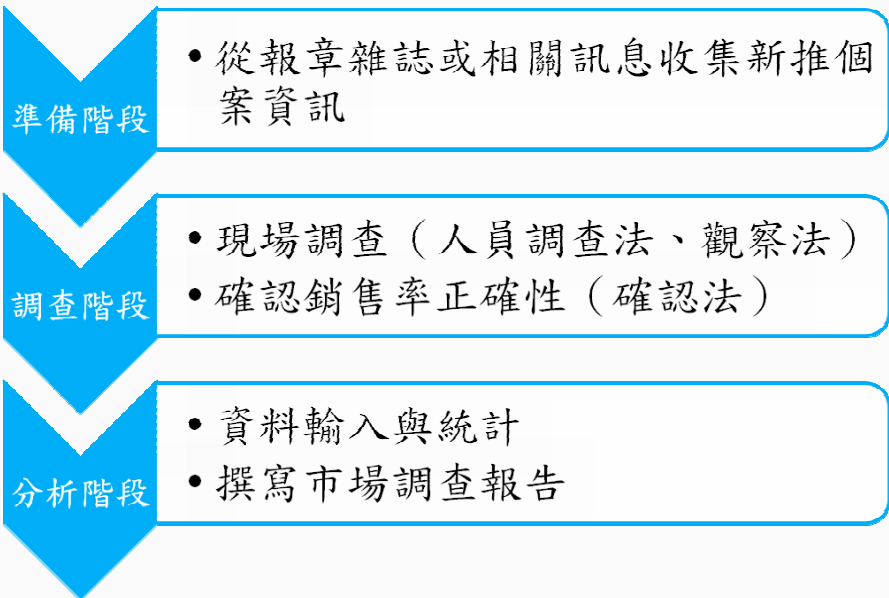 準備階段
• 從報章雜誌或相關訊息收集新推個
案資訊
調查階段
• 現場調查（人員調查法、觀察法）
• 確認銷售率正確性（確認法）
分析階段
• 資料輸入與統計
• 撰寫市場調查報告